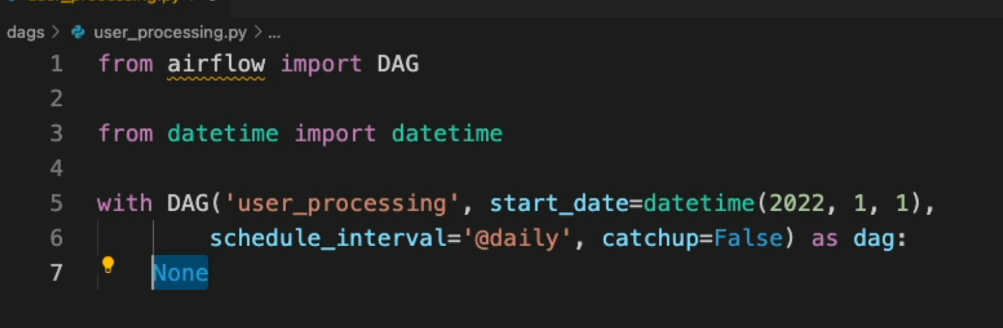 dags > user_processing.py > ...
1 from airflow import DAG
2
3 from datetime import datetime
4
5 with DAG('user_processing', start_date=datetime(2022, 1, 1),
6 schedule_interval='@daily', catchup=False) as dag:
7 None